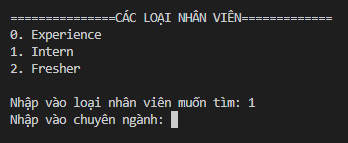 ===============CÁC LOẠI NHÂN VIÊN=============
0. Experience
1. Intern
2. Fresher
Nhập vào loại nhân viên muốn tìm: 1
Nhập vào chuyên ngành: